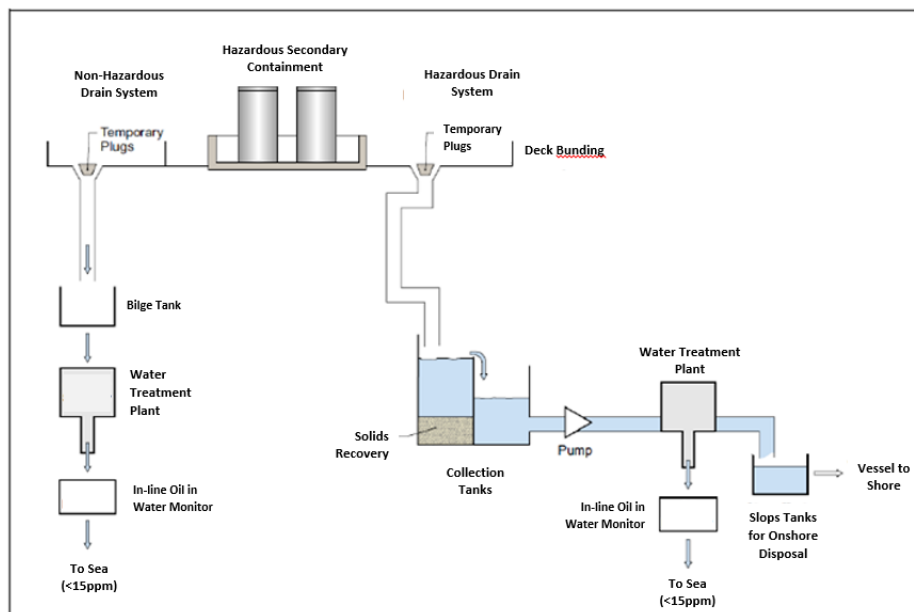 Hazardous Secondary
Containment
Non-Hazardous
Drain System
Hazardous Drain
System
Temporary
Plugs
Temporary
Plugs
Deck Bunding
Bilge Tank
Water
Treatment
Plant
Water Treatment
Plant
Solids
Recovery
Pump
Collection
Tanks
Vessel to
Shore
In-line Oil in
Water Monitor
In-line Oil in
Water Monitor
Slops Tanks
for Onshore
Disposal
To Sea
(<15ppm)
To Sea
(<15ppm)